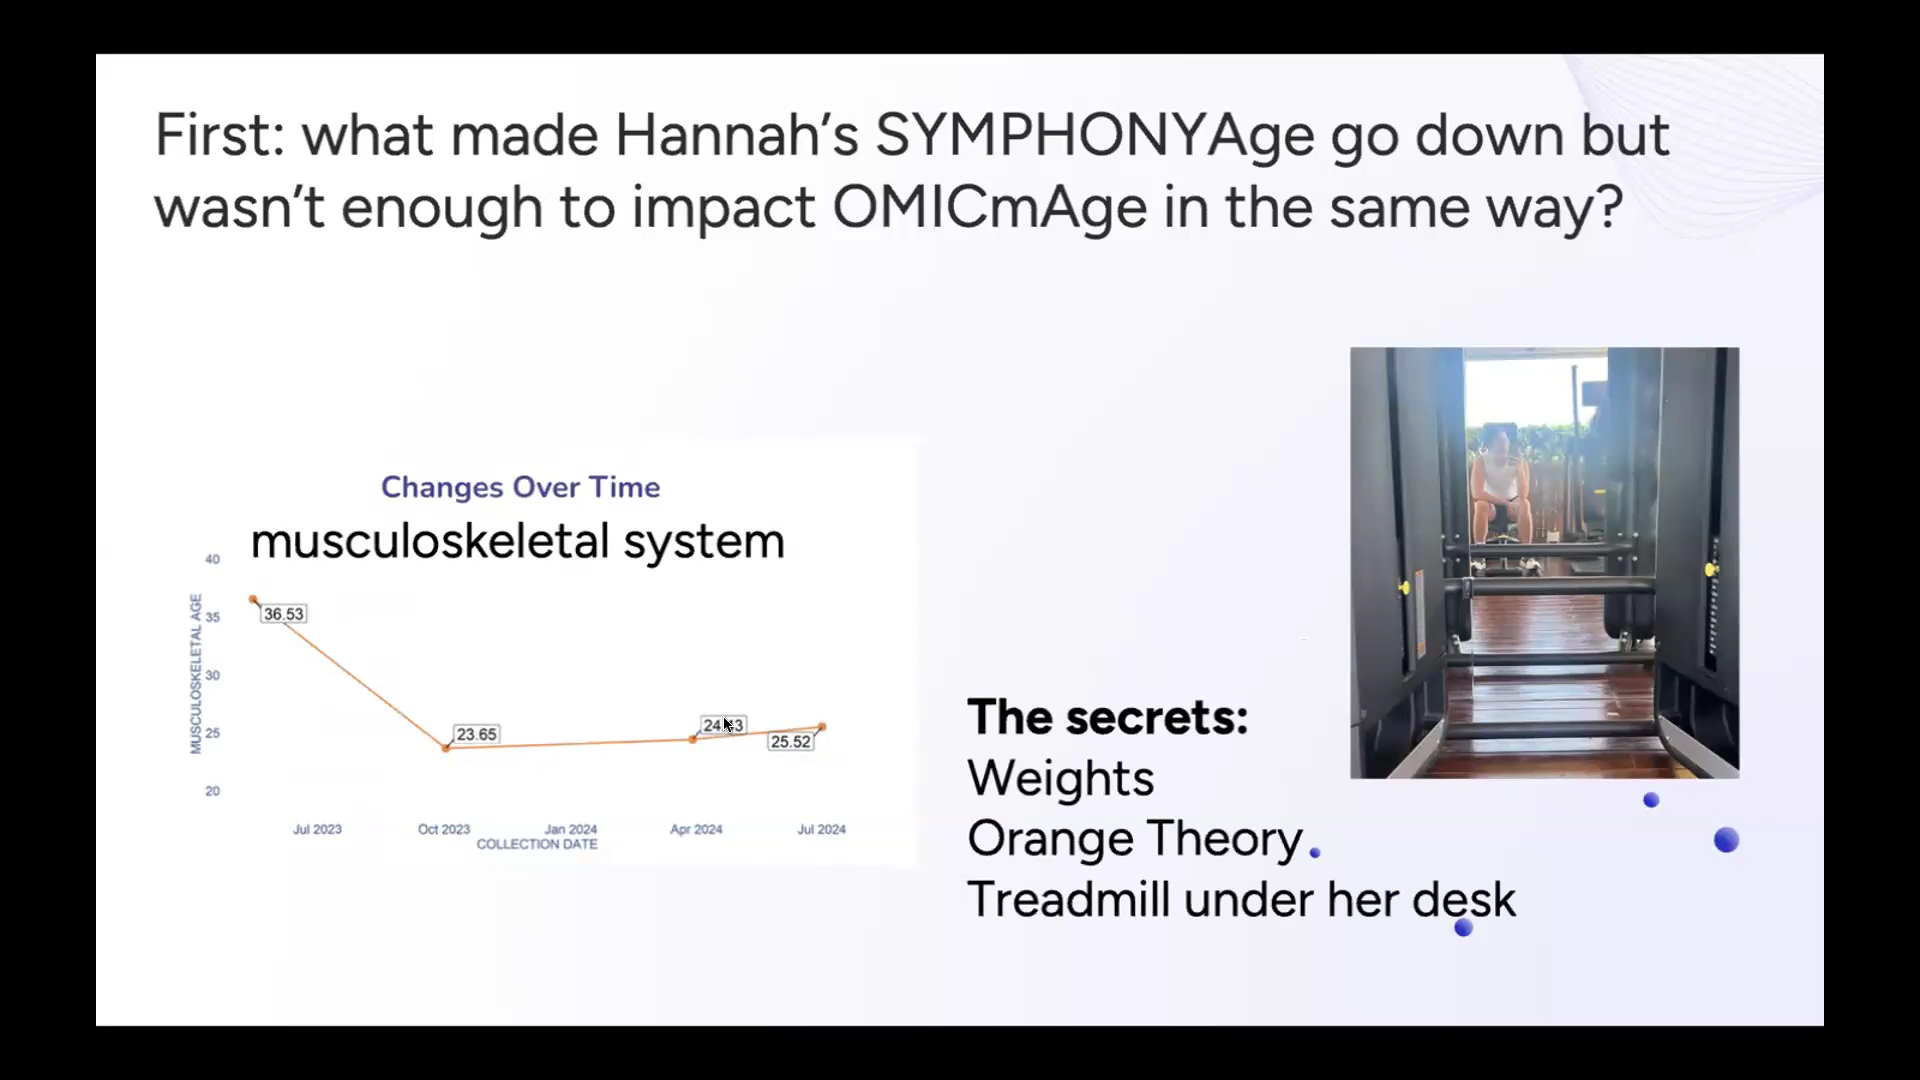 First: what made Hannah's SYMPHONYAge go down but
wasn't enough to impact OMICmAge in the same way?
Changes Over Time
musculoskeletal system
MUSCULOSKELETAL AGE
40
35
30
25
20
36.53
23.65
25.52
Jul 2023
Oct 2023
Jan 2024
Apr 2024
Jul 2024
COLLECTION DATE
The secrets:
Weights
Orange Theory
Treadmill under her desk